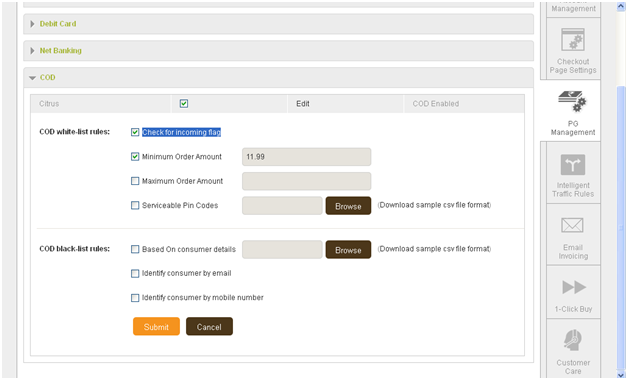 Management
Debit Card
Net Banking
COD
Checkout
Page Settings
Citrus Edit COD Enabled
PG
Management
COD white-list rules: Check for incoming flag
Minimum Order Amount 11.99
Maximum Order Amount
Serviceable Pin Codes Browse (Download sample csv file format)
Intelligent
Traffic Rules
COD black-list rules: Based On consumer details Browse (Download sample csv file format)
Identify consumer by email
Identify consumer by mobile number
Email
Invoicing
Submit Cancel
1-Click Buy
Customer
Care